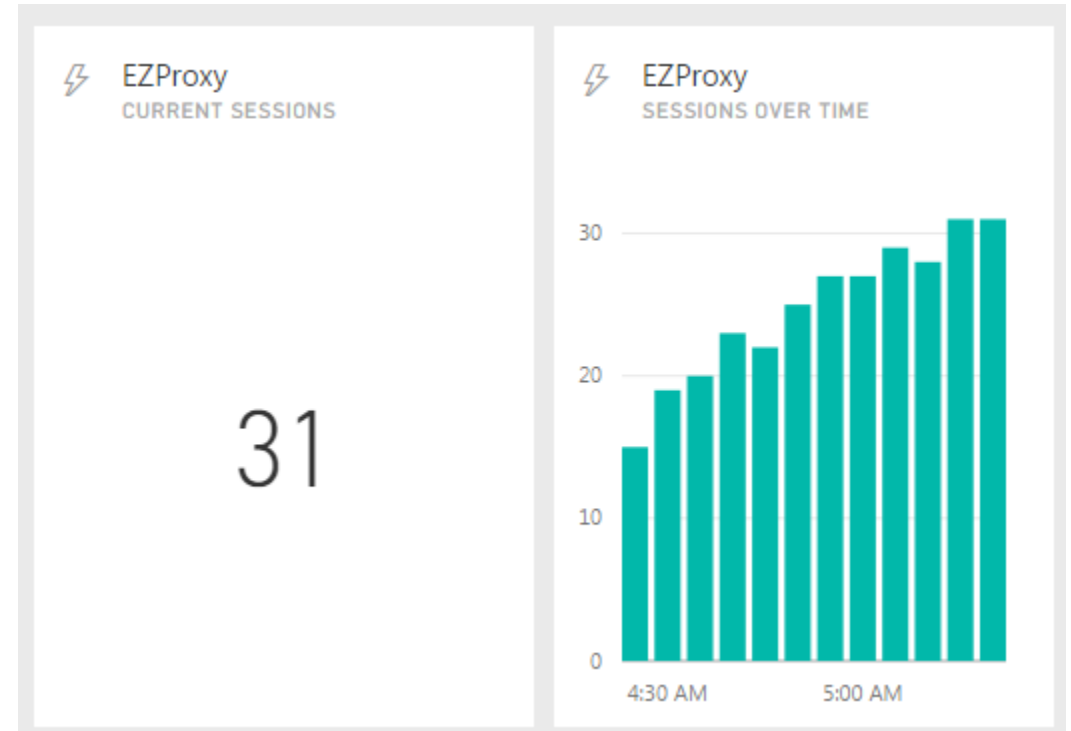 EZProxy
CURRENT SESSIONS
31
EZProxy
SESSIONS OVER TIME
30
20
10
0
4:30 AM
5:00 AM